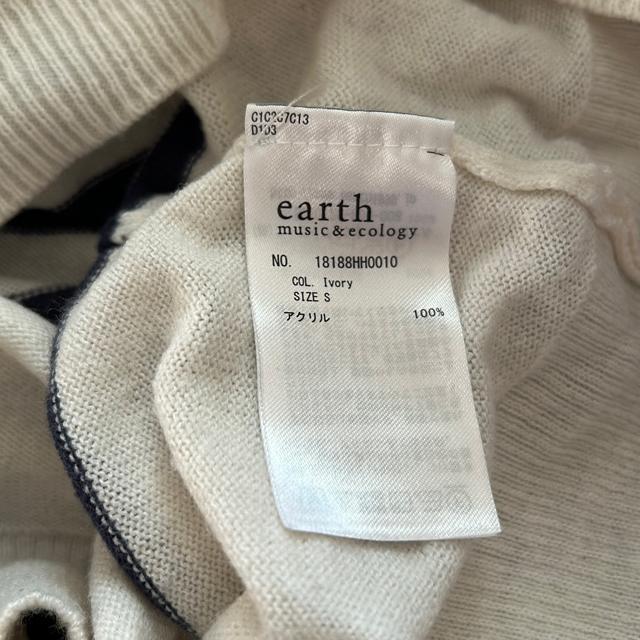 C1C267C13
D103
earth
music&ecology
NO. 18188HH0010
COL. Ivory
SIZE S
アクリル 100%